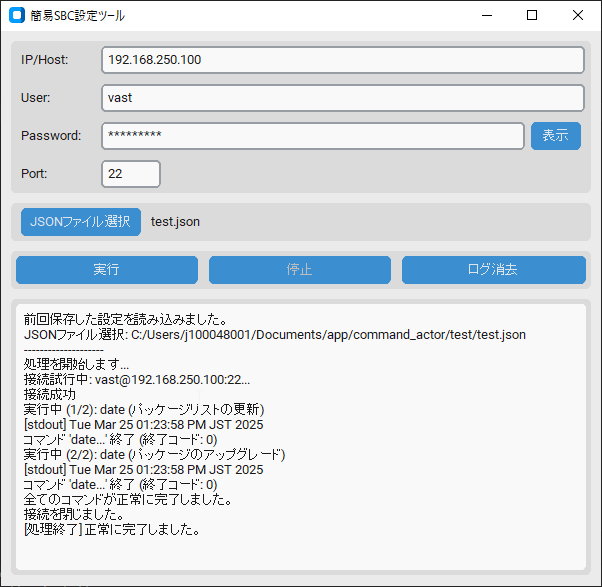 簡易SBC設定ツール
IP/Host: 192.168.250.100
User: vast
Password: ********* 表示
Port: 22
JSONファイル選択 test.json
実行 停止 ログ消去
前回保存した設定を読み込みました。
JSONファイル選択: C:/Users/j100048001/Documents/app/command_actor/test/test.json
--------------------
処理を開始します...
接続試行中: vast@192.168.250.100:22...
接続成功
実行中 (1/2): date (パッケージリストの更新)
[stdout] Tue Mar 25 01:23:58 PM JST 2025
コマンド 'date...' 終了 (終了コード: 0)
実行中 (2/2): date (パッケージのアップグレード)
[stdout] Tue Mar 25 01:23:58 PM JST 2025
コマンド 'date...' 終了 (終了コード: 0)
全てのコマンドが正常に完了しました。
接続を閉じました。
[処理終了] 正常に完了しました。